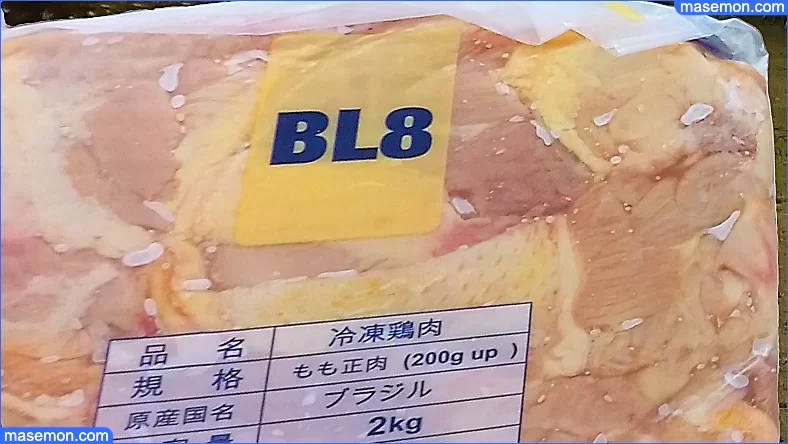 masemon.com
BL8
品 名 冷凍鶏肉
規 格 もも正肉 (200g up )
原産国名 ブラジル
2kg
masemon.com